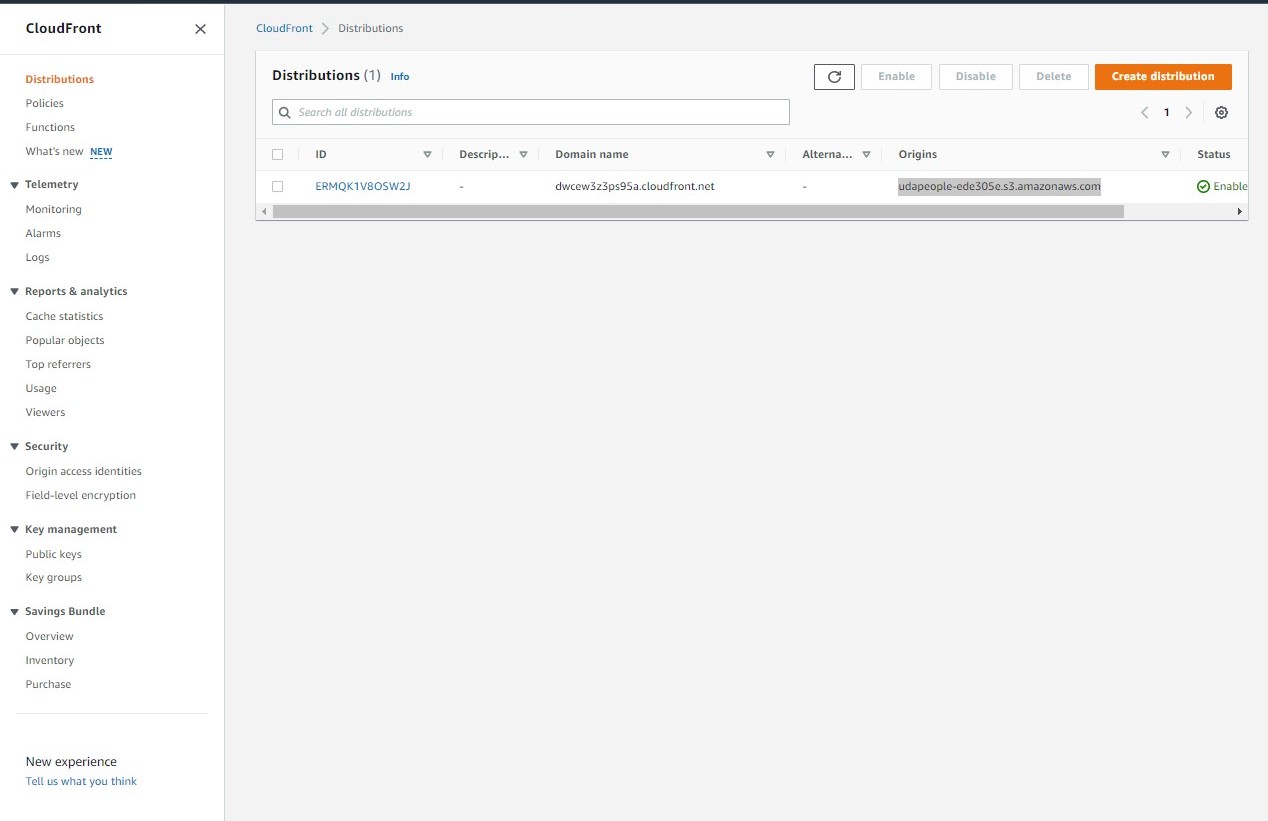 CloudFront
Distributions
Policies
Functions
What's new NEW
Telemetry
Monitoring
Alarms
Logs
Reports & analytics
Cache statistics
Popular objects
Top referrers
Usage
Viewers
Security
Origin access identities
Field-level encryption
Key management
Public keys
Key groups
Savings Bundle
Overview
Inventory
Purchase
New experience
Tell us what you think
CloudFront > Distributions
Distributions (1) Info
Enable Disable Delete Create distribution
Search all distributions
1
ID Descrip... Domain name Alterna... Origins Status
ERMQK1V8OSW2J - dwcew3z3ps95a.cloudfront.net - udapeople-ede305e.s3.amazonaws.com Enable